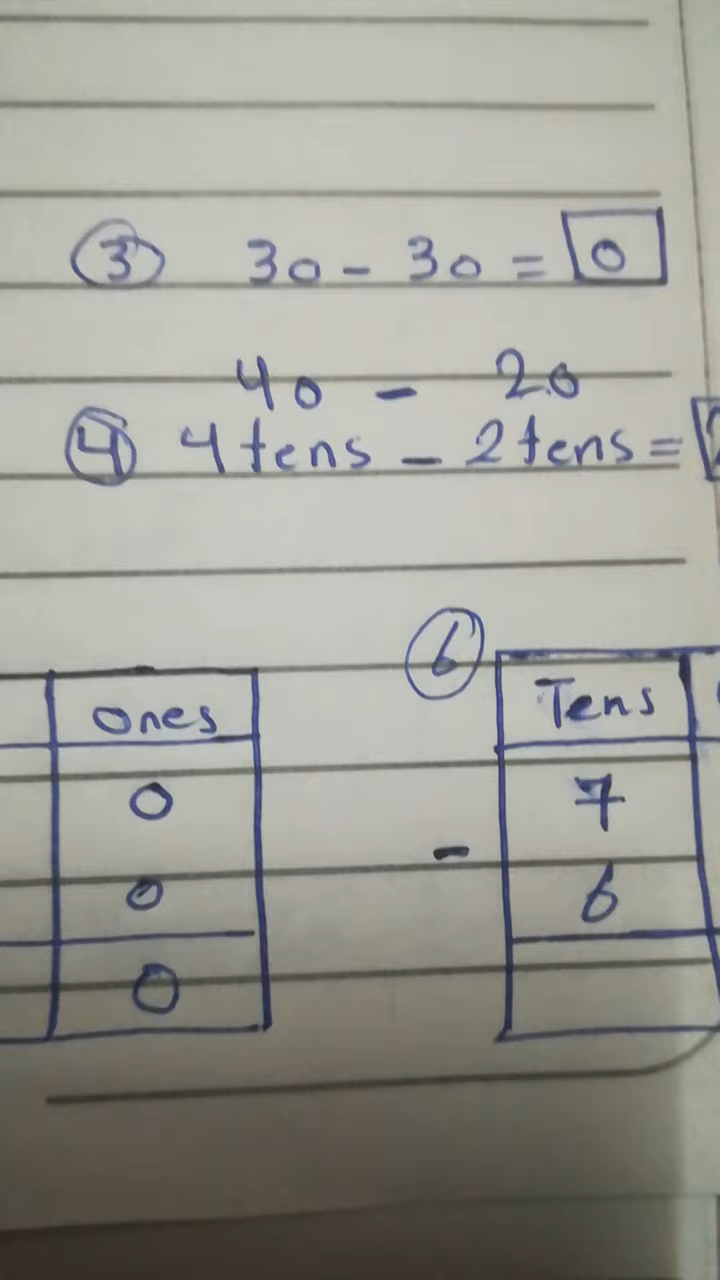 3 30 - 30 = 0
40 - 20
4 4 tens - 2 tens =
6
Ones Tens
0 7
-
0 6
0